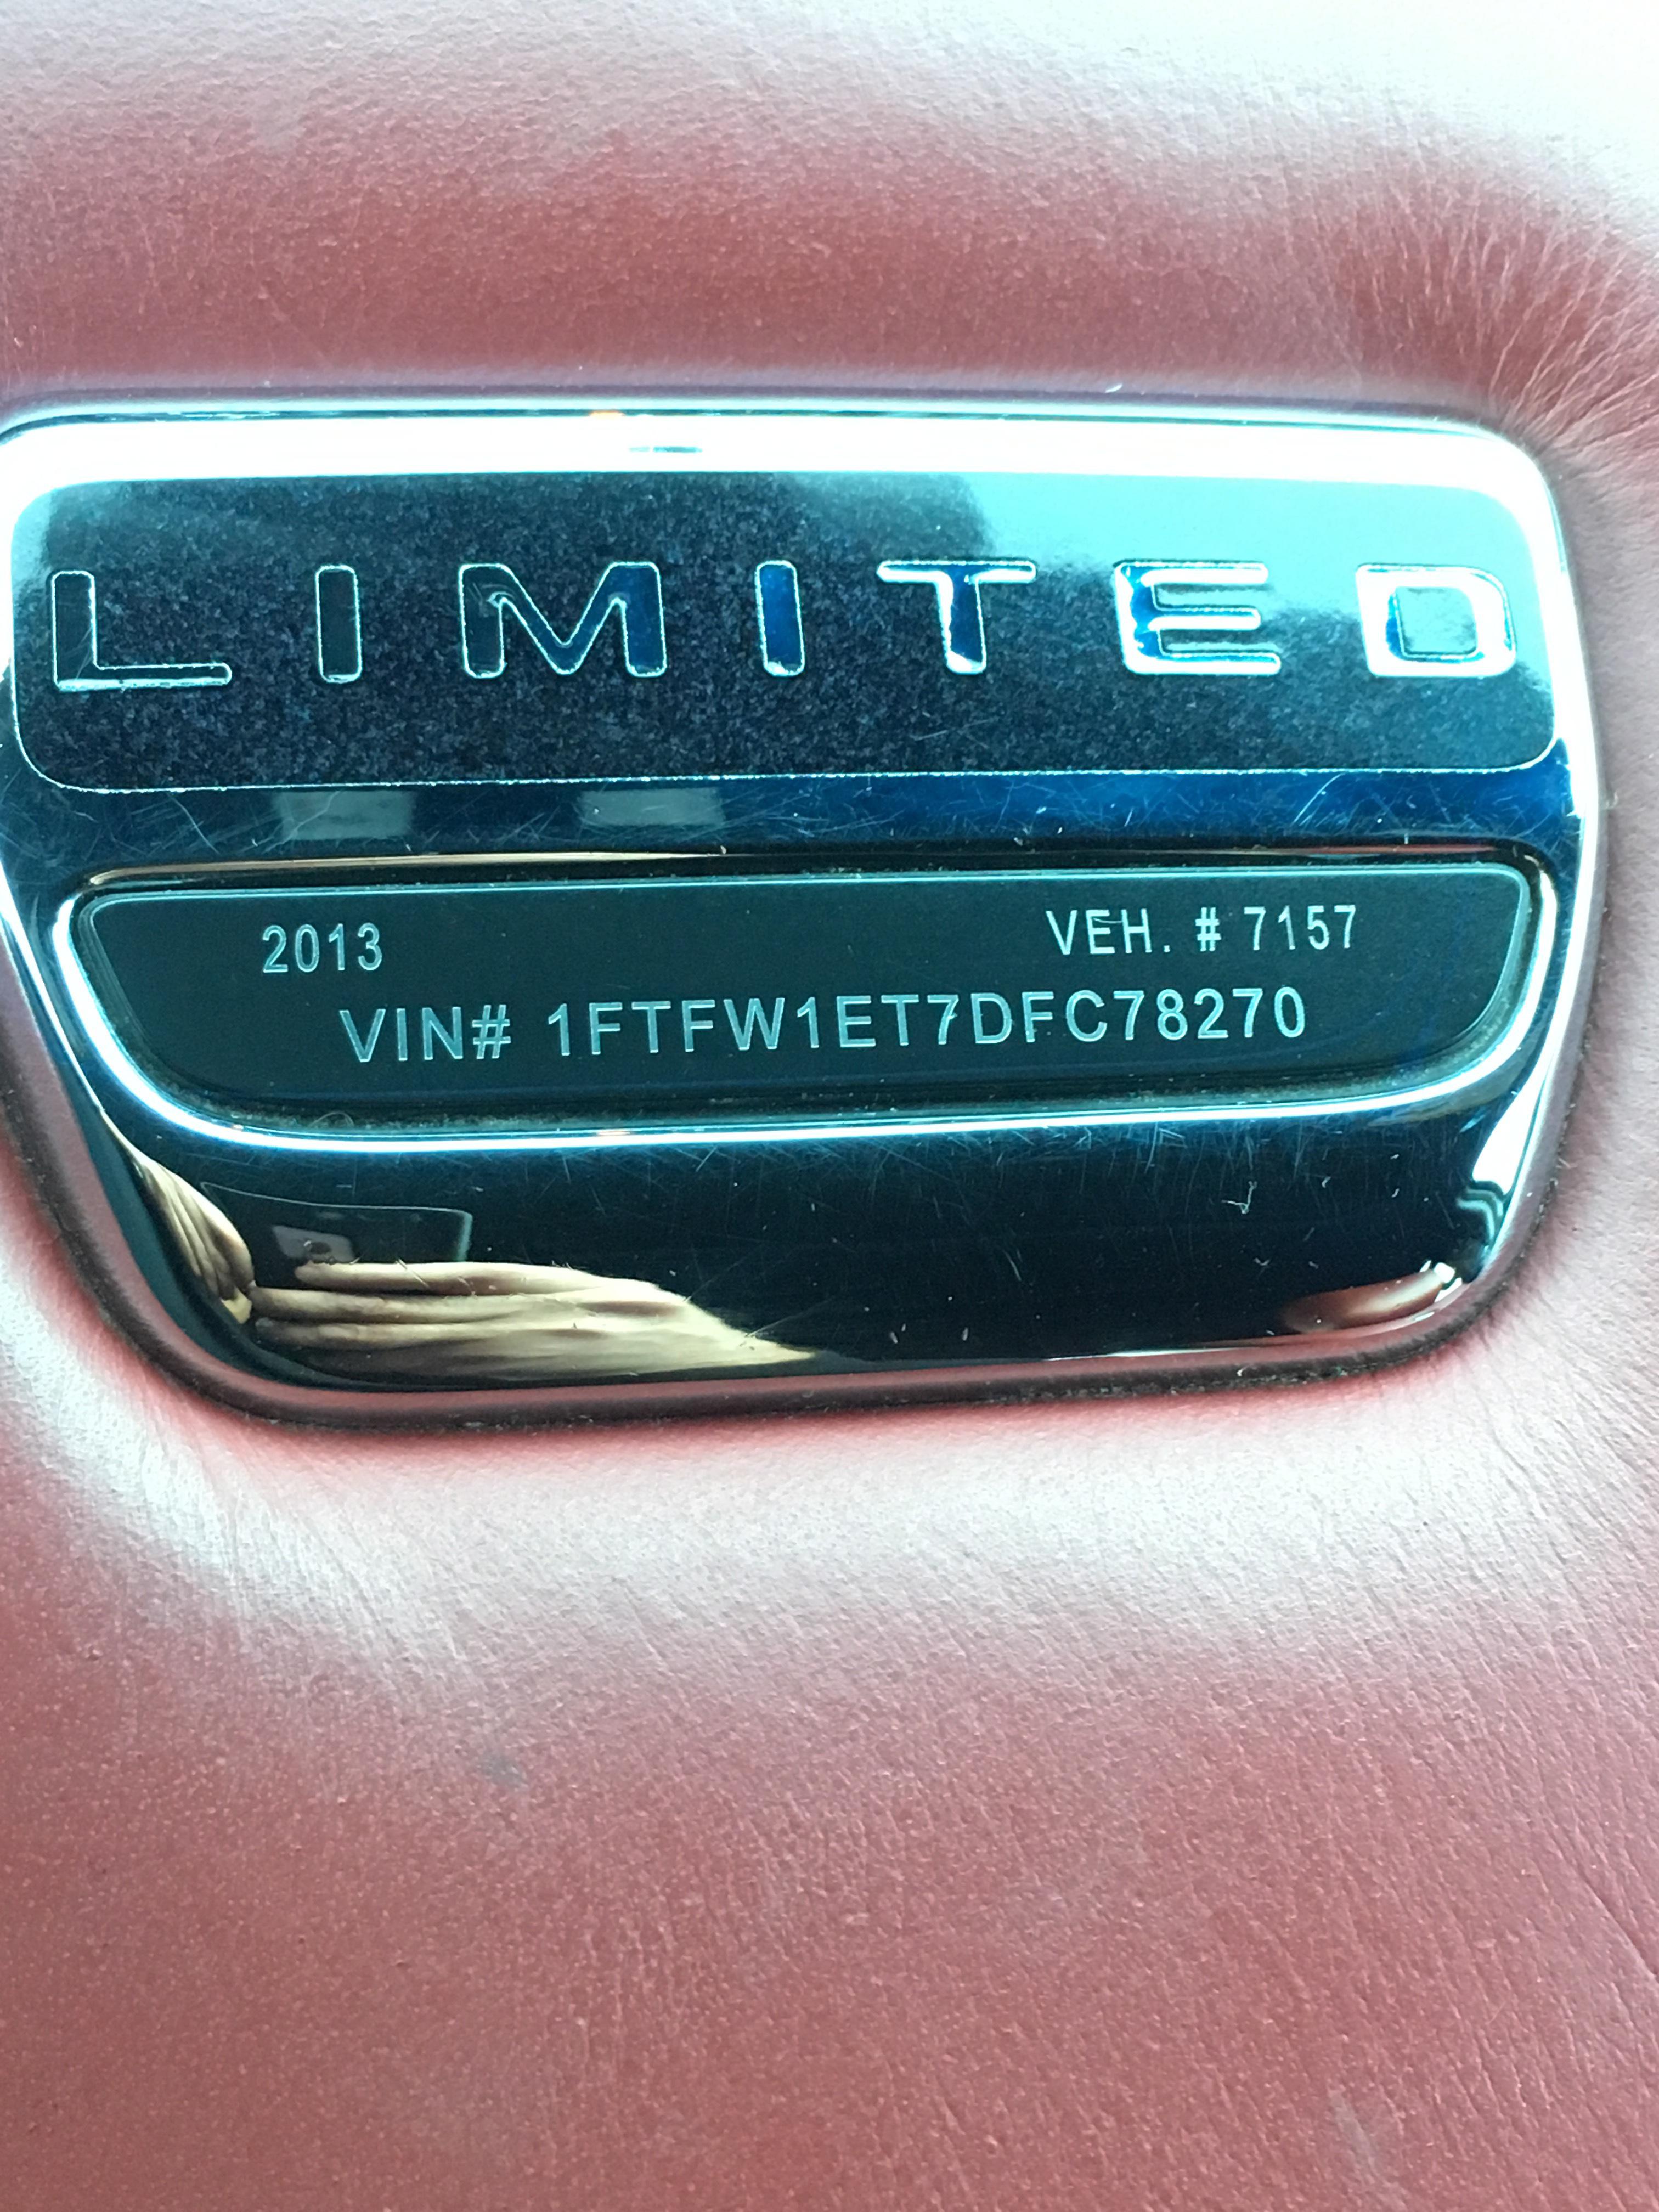 LIMITED
2013 VEH. # 7157
VIN# 1FTFW1ET7DFC78270